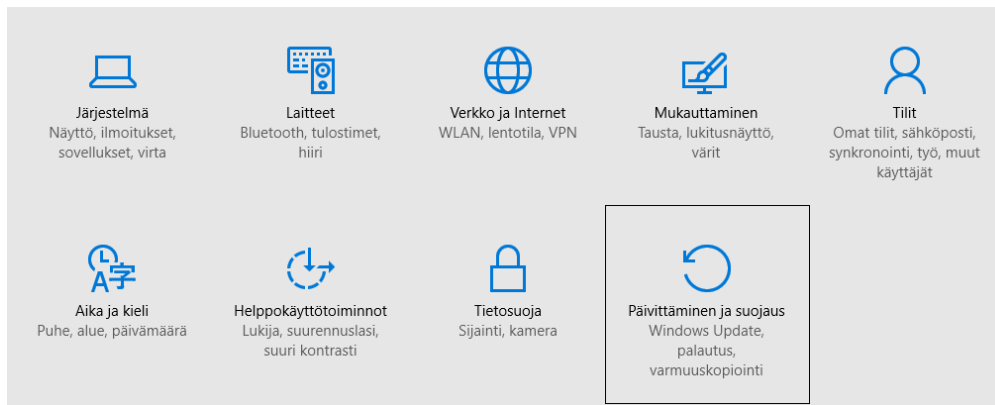 Järjestelmä
Näyttö, ilmoitukset,
sovellukset, virta
Laitteet
Bluetooth, tulostimet,
hiiri
Verkko ja Internet
WLAN, lentotila, VPN
Mukauttaminen
Tausta, lukitusnäyttö,
värit
Tilit
Omat tilit, sähköposti,
synkronointi, työ, muut
käyttäjät
A字
Aika ja kieli
Puhe, alue, päivämäärä
Helppokäyttötoiminnot
Lukija, suurennuslasi,
suuri kontrasti
Tietosuoja
Sijainti, kamera
Päivittäminen ja suojaus
Windows Update,
palautus,
varmuuskopiointi